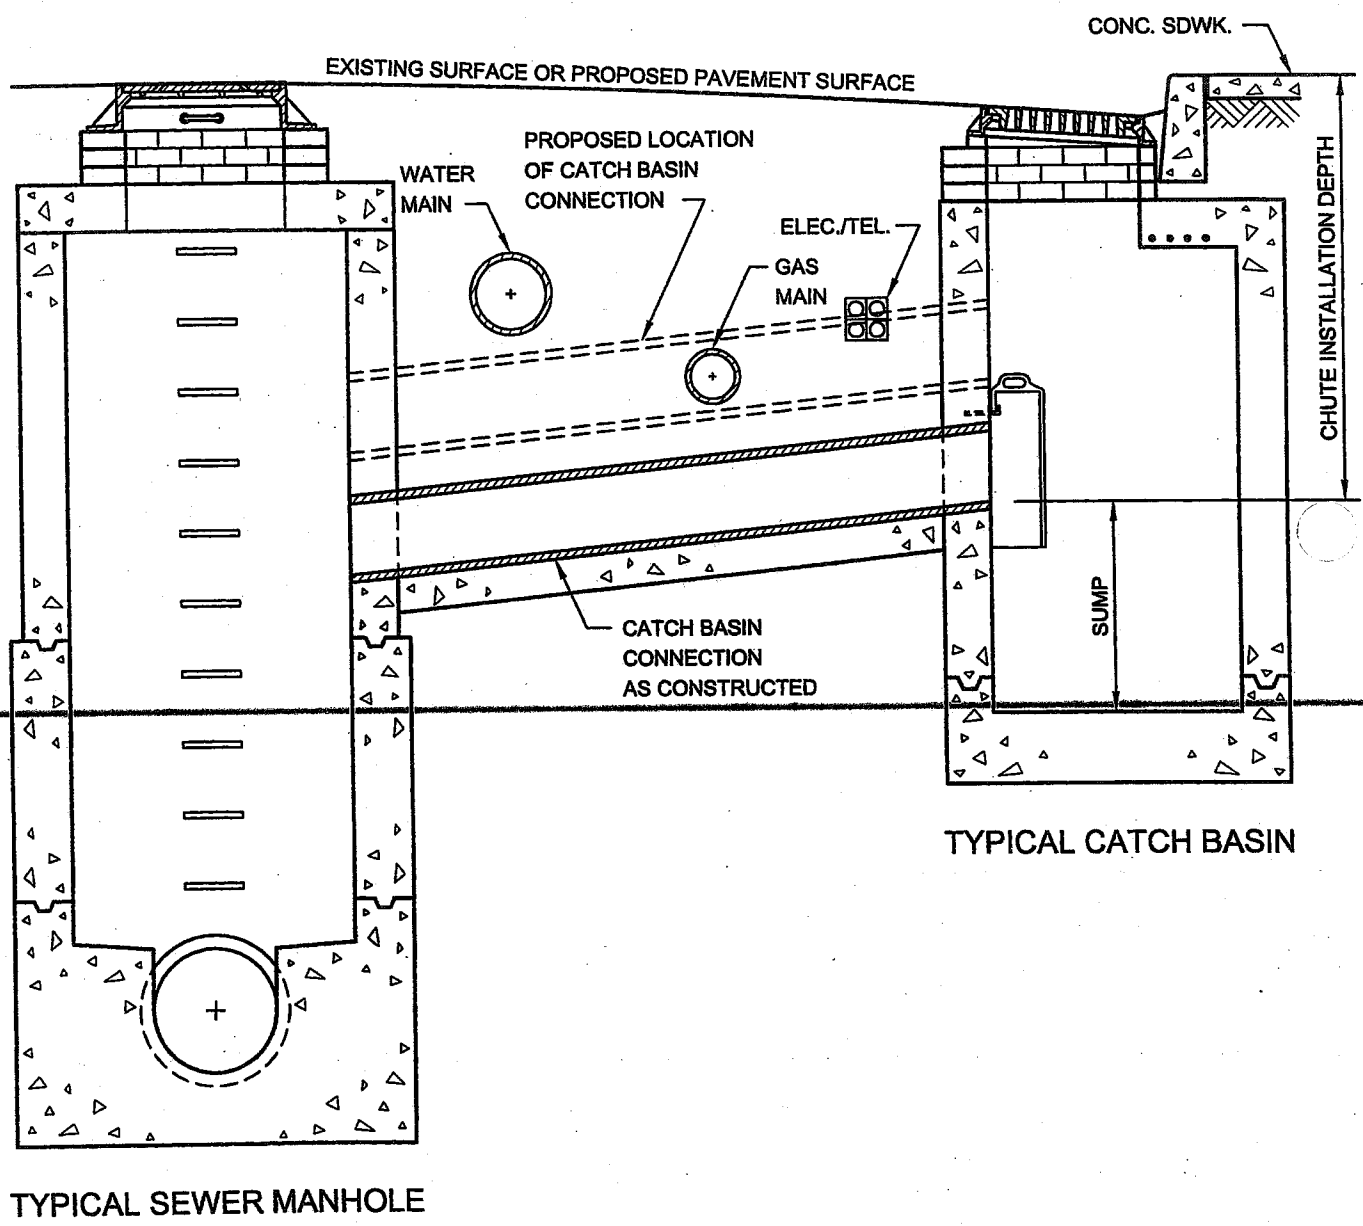 CONC. SDWK.
EXISTING SURFACE OR PROPOSED PAVEMENT SURFACE
PROPOSED LOCATION
OF CATCH BASIN
CONNECTION
WATER
MAIN
ELEC./TEL.
GAS
MAIN
CHUTE INSTALLATION DEPTH
SUMP
CATCH BASIN
CONNECTION
AS CONSTRUCTED
TYPICAL CATCH BASIN
TYPICAL SEWER MANHOLE